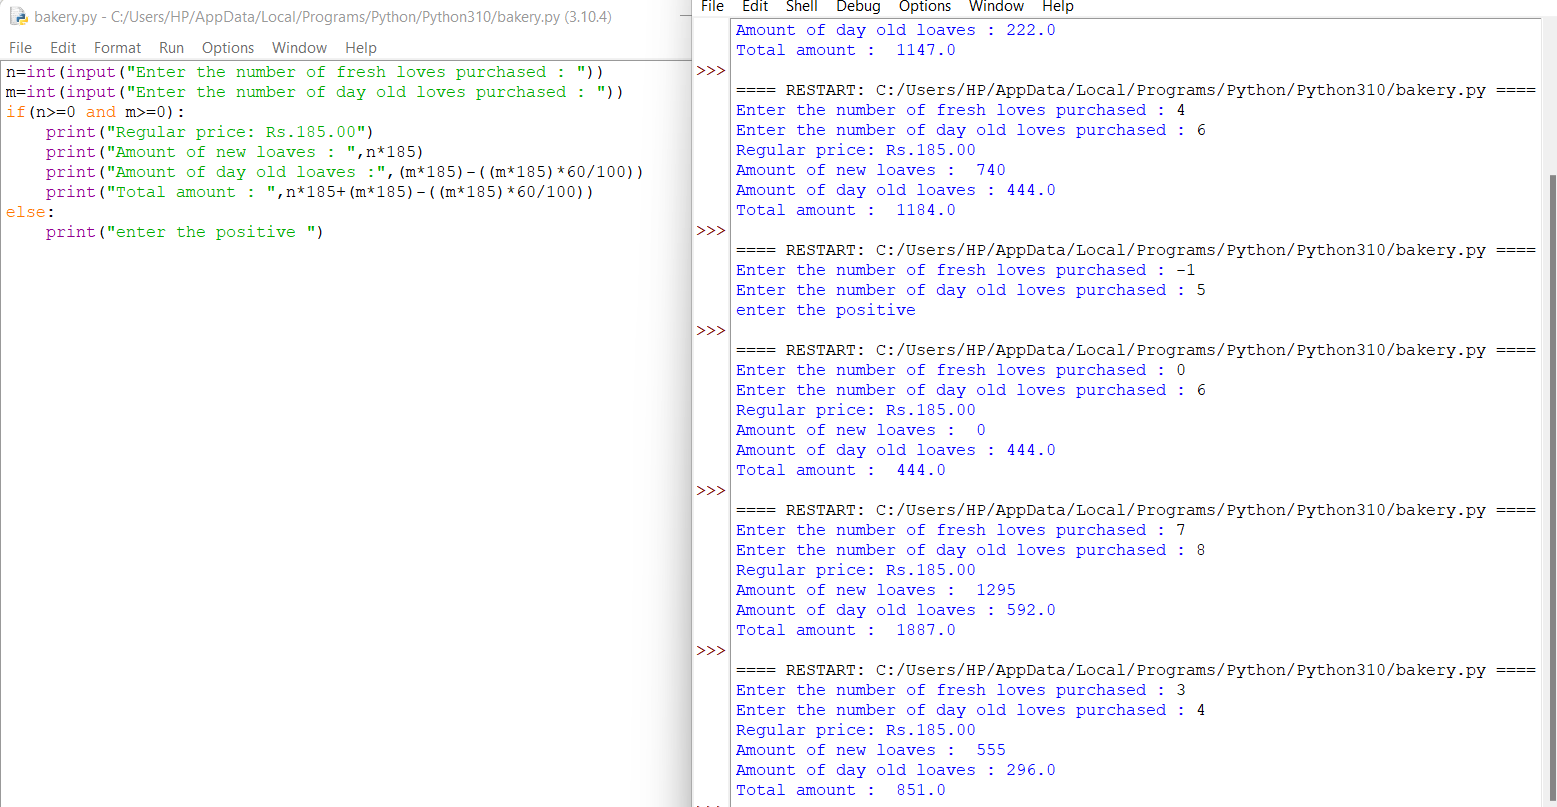 bakery.py - C:/Users/HP/AppData/Local/Programs/Python/Python310/bakery.py (3.10.4)
File Edit Format Run Options Window Help
n=int(input("Enter the number of fresh loves purchased : "))
m=int(input("Enter the number of day old loves purchased : "))
if(n>=0 and m>=0):
    print("Regular price: Rs.185.00")
    print("Amount of new loaves : ",n*185)
    print("Amount of day old loaves :",(m*185)-((m*185)*60/100))
    print("Total amount : ",n*185+(m*185)-((m*185)*60/100))
else:
    print("enter the positive ")
File Edit Shell Debug Options Window Help
Amount of day old loaves : 222.0
Total amount :  1147.0
>>>
==== RESTART: C:/Users/HP/AppData/Local/Programs/Python/Python310/bakery.py ====
Enter the number of fresh loves purchased : 4
Enter the number of day old loves purchased : 6
Regular price: Rs.185.00
Amount of new loaves :  740
Amount of day old loaves : 444.0
Total amount :  1184.0
>>>
==== RESTART: C:/Users/HP/AppData/Local/Programs/Python/Python310/bakery.py ====
Enter the number of fresh loves purchased : -1
Enter the number of day old loves purchased : 5
enter the positive
>>>
==== RESTART: C:/Users/HP/AppData/Local/Programs/Python/Python310/bakery.py ====
Enter the number of fresh loves purchased : 0
Enter the number of day old loves purchased : 6
Regular price: Rs.185.00
Amount of new loaves :  0
Amount of day old loaves : 444.0
Total amount :  444.0
>>>
==== RESTART: C:/Users/HP/AppData/Local/Programs/Python/Python310/bakery.py ====
Enter the number of fresh loves purchased : 7
Enter the number of day old loves purchased : 8
Regular price: Rs.185.00
Amount of new loaves :  1295
Amount of day old loaves : 592.0
Total amount :  1887.0
>>>
==== RESTART: C:/Users/HP/AppData/Local/Programs/Python/Python310/bakery.py ====
Enter the number of fresh loves purchased : 3
Enter the number of day old loves purchased : 4
Regular price: Rs.185.00
Amount of new loaves :  555
Amount of day old loaves : 296.0
Total amount :  851.0